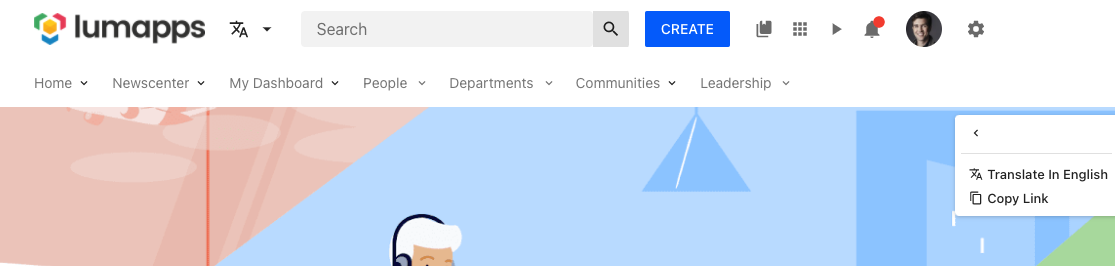 lumapps
Search
CREATE
Home Newscenter My Dashboard People Departments Communities Leadership
Translate In English
Copy Link